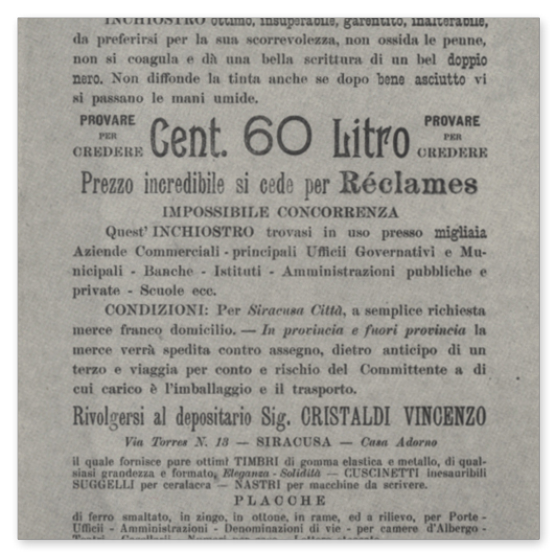 INCHIOSTRO ottimo, insuperabile, garentito, inalterabile,
da preferirsi per la sua scorrevolezza, non ossida le penne,
non si coagula e dà una bella scrittura di un bel doppio
nero. Non diffonde la tinta anche se dopo bene asciutto vi
si passano le mani umide.
PROVARE PER CREDERE Cent. 60 Litro PROVARE PER CREDERE
Prezzo incredibile si cede per Réclames
IMPOSSIBILE CONCORRENZA
Quest' INCHIOSTRO trovasi in uso presso migliaia
Aziende Commerciali - principali Ufficii Governativi e Mu-
nicipali - Banche - Istituti - Amministrazioni pubbliche e
private - Scuole ecc.
CONDIZIONI: Per Siracusa Città, a semplice richiesta
merce franco domicilio. — In provincia e fuori provincia la
merce verrà spedita contro assegno, dietro anticipo di un
terzo e viaggia per conto e rischio del Committente a di
cui carico è l'imballaggio e il trasporto.
Rivolgersi al depositario Sig. CRISTALDI VINCENZO
Via Torres N. 13 — SIRACUSA — Casa Adorno
il quale fornisce pure ottimi TIMBRI di gomma elastica e metallo, di qual-
siasi grandezza e formato, Eleganza - Solidità — CUSCINETTI inesauribili
SUGGELLI per ceralacca — NASTRI per macchine da scrivere.
PLACCHE
di ferro smaltato, in zingo, in ottone, in rame, ed a rilievo, per Porte -
Ufficii - Amministrazioni - Denominazioni di vie - per camere d'Albergo -